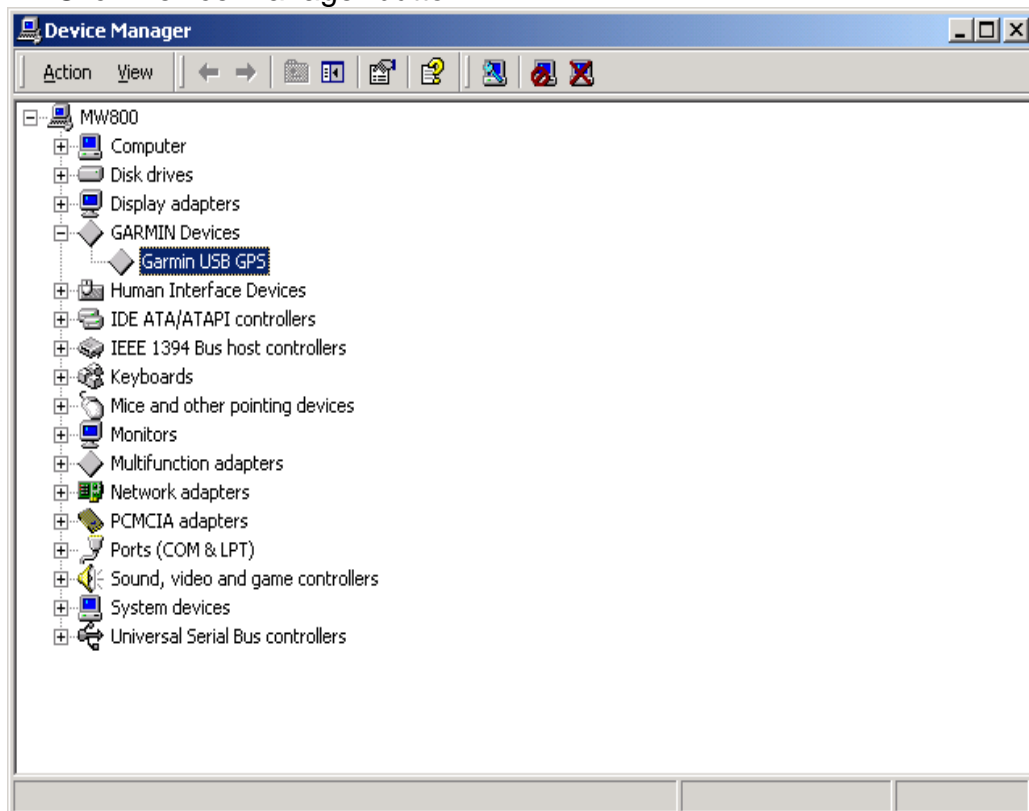 Device Manager
Action View
MW800
Computer
Disk drives
Display adapters
GARMIN Devices
Garmin USB GPS
Human Interface Devices
IDE ATA/ATAPI controllers
IEEE 1394 Bus host controllers
Keyboards
Mice and other pointing devices
Monitors
Multifunction adapters
Network adapters
PCMCIA adapters
Ports (COM & LPT)
Sound, video and game controllers
System devices
Universal Serial Bus controllers